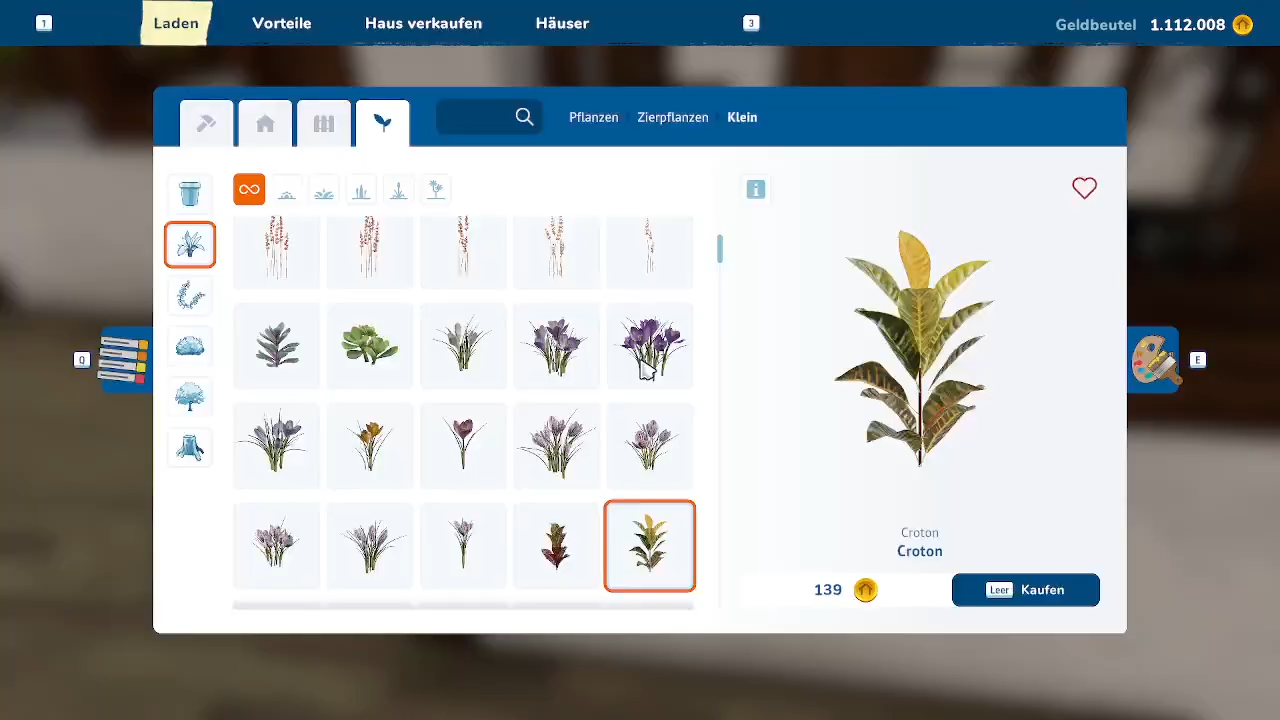 1 Laden Vorteile Haus verkaufen Häuser 3 Geldbeutel 1.112.008
Pflanzen Zierpflanzen Klein
i
Q
E
Croton
Croton
139 Leer Kaufen